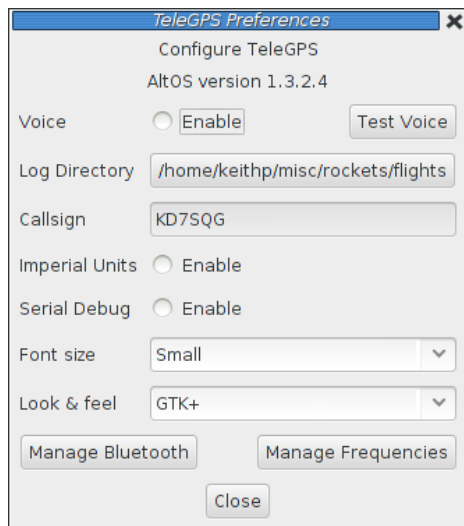 TeleGPS Preferences
Configure TeleGPS
AltOS version 1.3.2.4
Voice Enable Test Voice
Log Directory /home/keithp/misc/rockets/flights
Callsign KD7SQG
Imperial Units Enable
Serial Debug Enable
Font size Small
Look & feel GTK+
Manage Bluetooth Manage Frequencies
Close